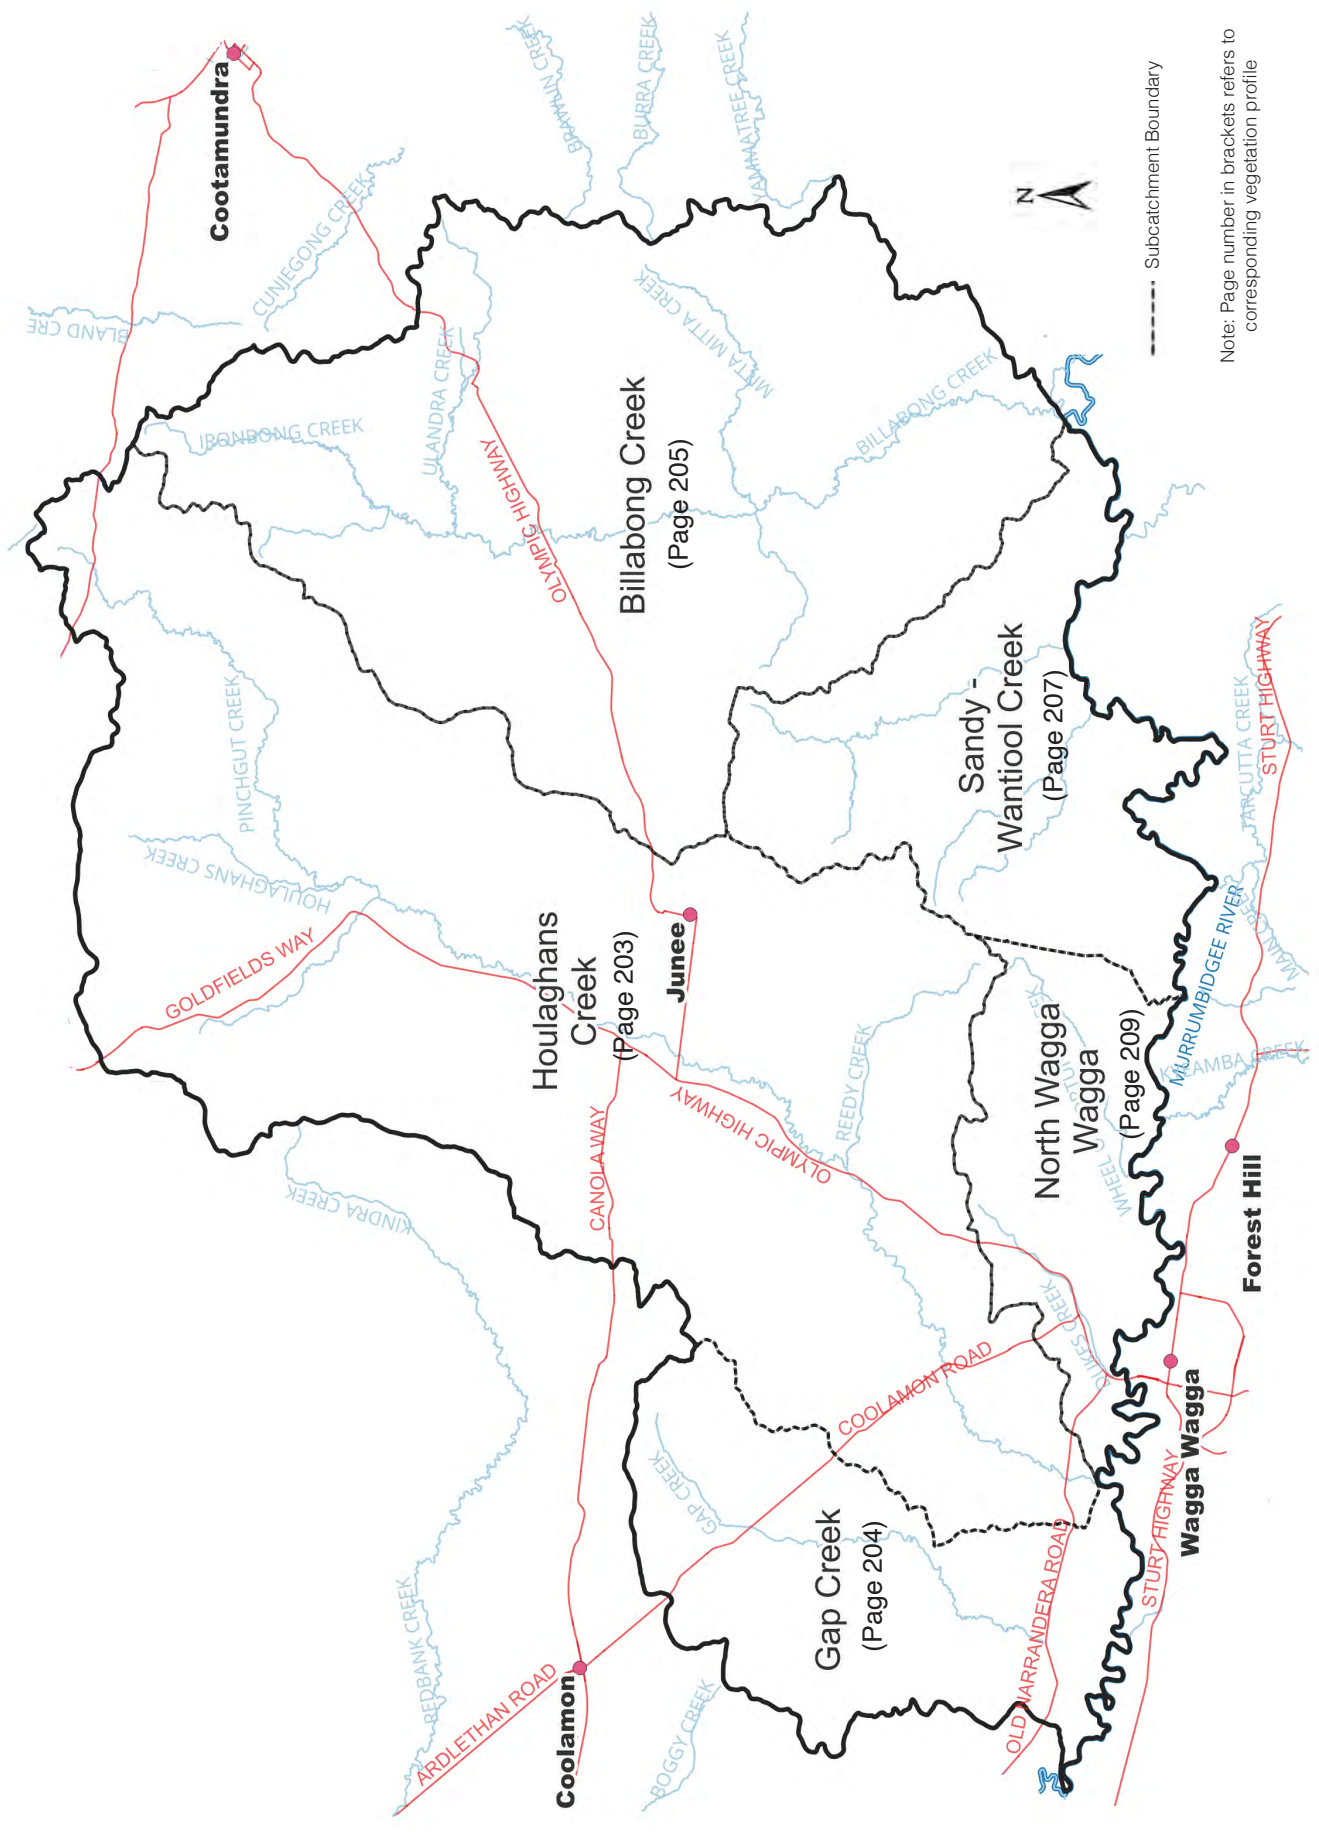 Cootamundra
BLAND CRE
CUNJEGONG CREEK
BRAWLIN CREEK
BURRA CREEK
YAMMATREE CREEK
IRONBONG CREEK
ULANDRA CREEK
MITTA MITTA CREEK
BILLABONG CREEK
OLYMPIC HIGHWAY
Billabong Creek
(Page 205)
PINCHGUT CREEK
HOULAGHANS CREEK
GOLDFIELDS WAY
Houlaghans
Creek
(Page 203)
Junee
Sandy -
Wantiool Creek
(Page 207)
TARCUTTA CREEK
STURT HIGHWAY
MURRUMBIDGEE RIVER
KYEAMBA CREEK
North Wagga
Wagga
(Page 209)
REEDY CREEK
OLYMPIC HIGHWAY
CANOLA WAY
KINDRA CREEK
DUKES CREEK
COOLAMON ROAD
Forest Hill
Wagga Wagga
STURT HIGHWAY
OLD NARRANDERA ROAD
GAP CREEK
Gap Creek
(Page 204)
REDBANK CREEK
ARDLETHAN ROAD
Coolamon
BOGGY CREEK
N
Subcatchment Boundary
Note: Page number in brackets refers to
corresponding vegetation profile